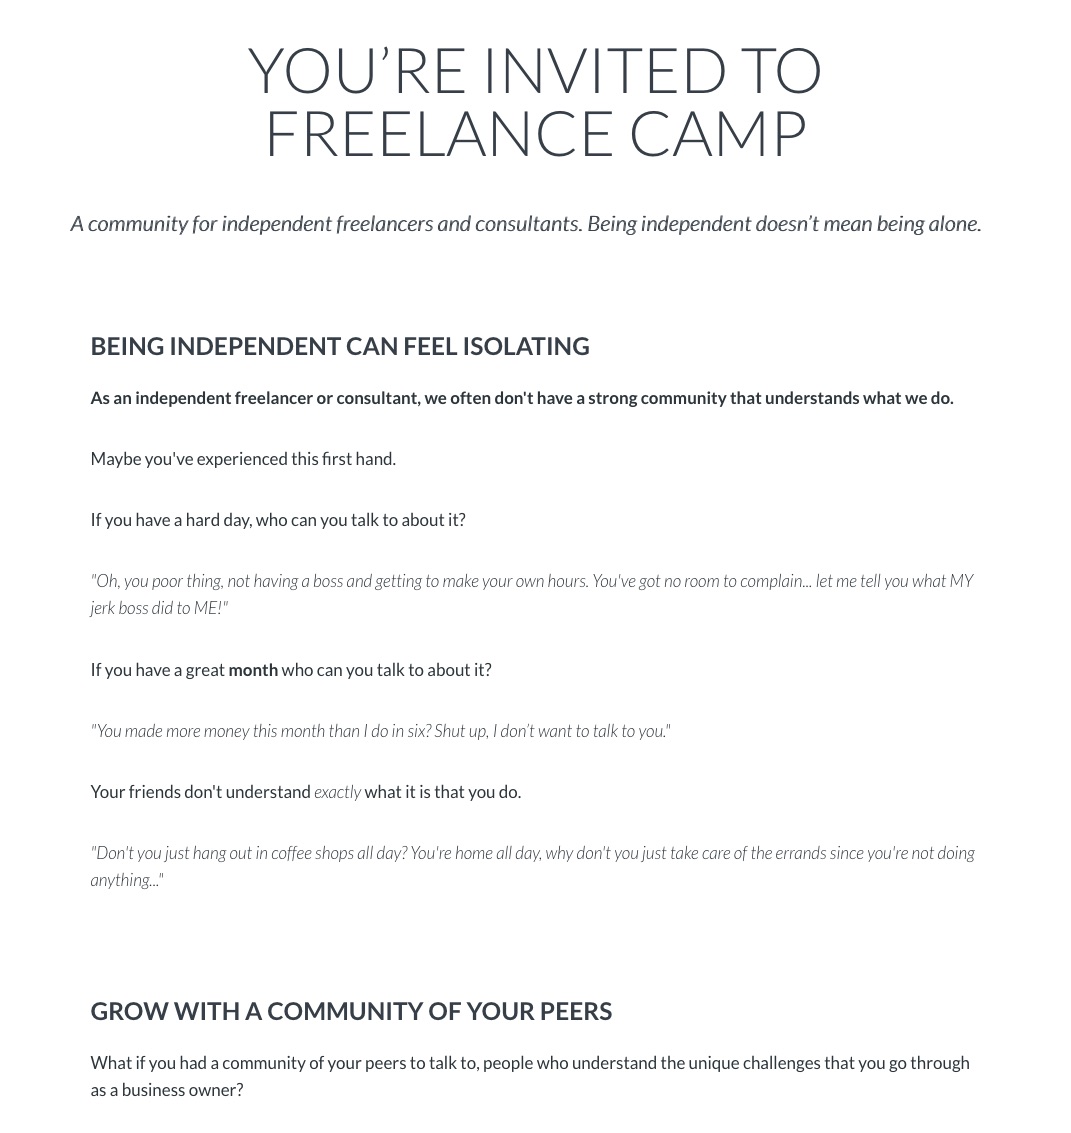 YOU’RE INVITED TO
FREELANCE CAMP
A community for independent freelancers and consultants. Being independent doesn’t mean being alone.
BEING INDEPENDENT CAN FEEL ISOLATING
As an independent freelancer or consultant, we often don't have a strong community that understands what we do.
Maybe you've experienced this first hand.
If you have a hard day, who can you talk to about it?
"Oh, you poor thing, not having a boss and getting to make your own hours. You've got no room to complain... let me tell you what MY
jerk boss did to ME!"
If you have a great month who can you talk to about it?
"You made more money this month than I do in six? Shut up, I don’t want to talk to you."
Your friends don't understand exactly what it is that you do.
"Don't you just hang out in coffee shops all day? You're home all day, why don't you just take care of the errands since you're not doing
anything..."
GROW WITH A COMMUNITY OF YOUR PEERS
What if you had a community of your peers to talk to, people who understand the unique challenges that you go through
as a business owner?